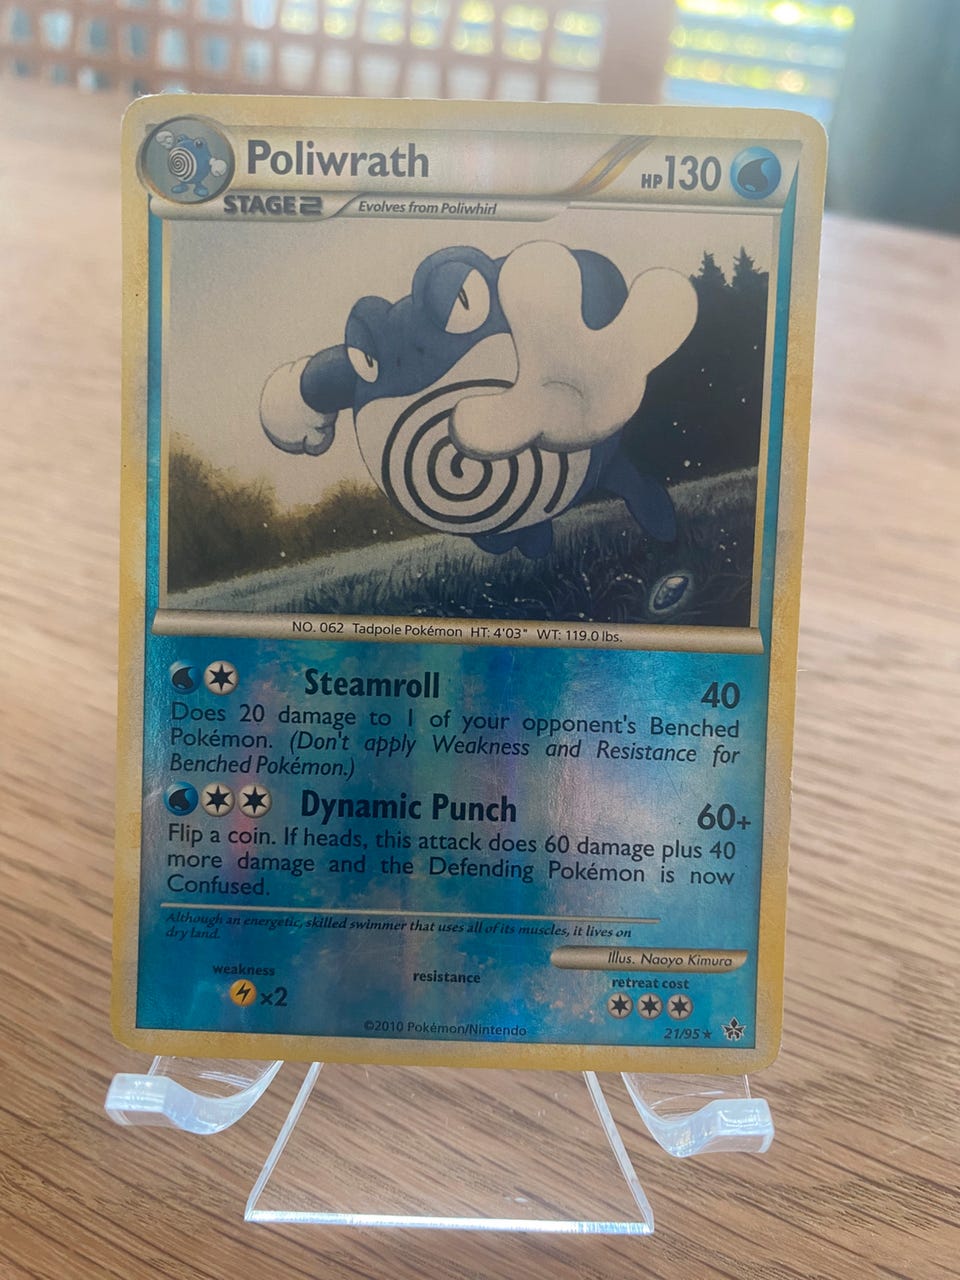 Poliwrath
HP130
STAGE2
Evolves from Poliwhirl
NO. 062 Tadpole Pokémon HT: 4'03" WT: 119.0 lbs.
Steamroll 40
Does 20 damage to 1 of your opponent's Benched
Pokémon. (Don't apply Weakness and Resistance for
Benched Pokémon.)
Dynamic Punch 60+
Flip a coin. If heads, this attack does 60 damage plus 40
more damage and the Defending Pokémon is now
Confused.
Although an energetic, skilled swimmer that uses all of its muscles, it lives on
dry land.
Illus. Naoyo Kimura
weakness
×2
resistance
retreat cost
©2010 Pokémon/Nintendo
21/95 ★